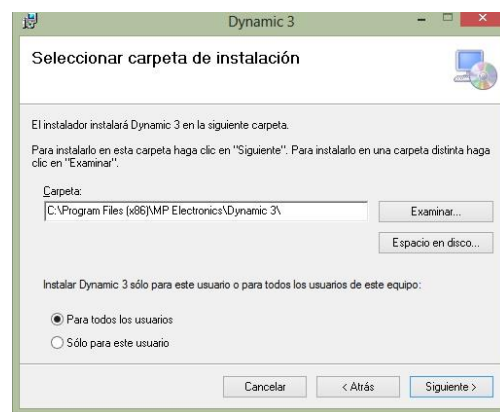 Dynamic 3
Seleccionar carpeta de instalación
El instalador instalará Dynamic 3 en la siguiente carpeta.
Para instalarlo en esta carpeta haga clic en "Siguiente". Para instalarlo en una carpeta distinta haga
clic en "Examinar".
Carpeta:
C:\Program Files (x86)\MP Electronics\Dynamic 3\
Examinar...
Espacio en disco...
Instalar Dynamic 3 sólo para este usuario o para todos los usuarios de este equipo:
Para todos los usuarios
Sólo para este usuario
Cancelar
< Atrás
Siguiente >